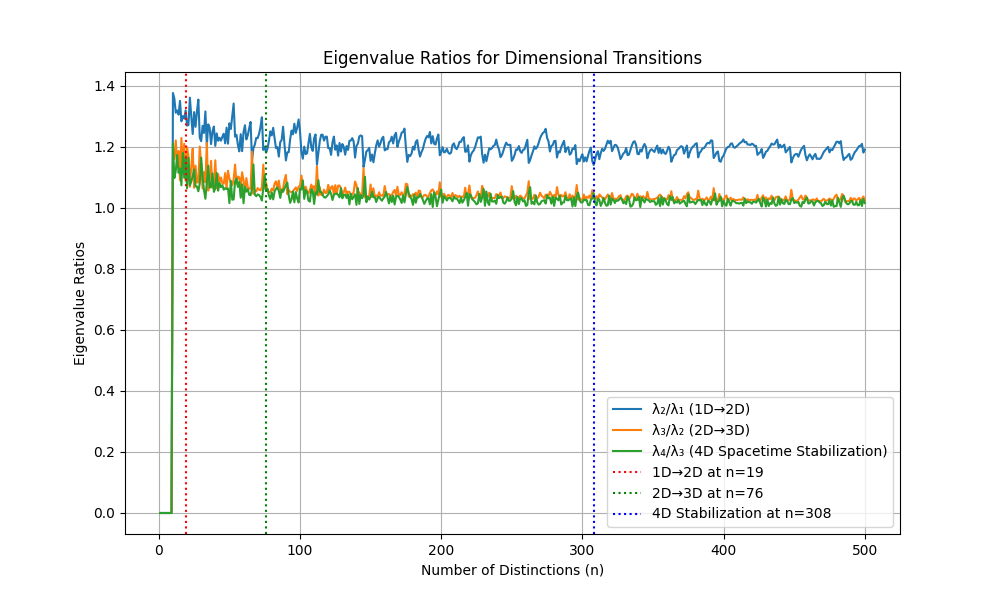 Eigenvalue Ratios for Dimensional Transitions
1.4
1.2
1.0
0.8
0.6
0.4
0.2
0.0
Eigenvalue Ratios
λ₂/λ₁ (1D→2D)
λ₃/λ₂ (2D→3D)
λ₄/λ₃ (4D Spacetime Stabilization)
1D→2D at n=19
2D→3D at n=76
4D Stabilization at n=308
0 100 200 300 400 500
Number of Distinctions (n)